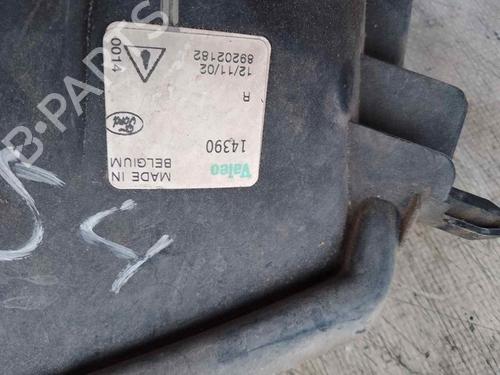 Valeo
MADE IN
BELGIUM
14390
Ford
R
12/11/02
89202182
0014
B-PARTS